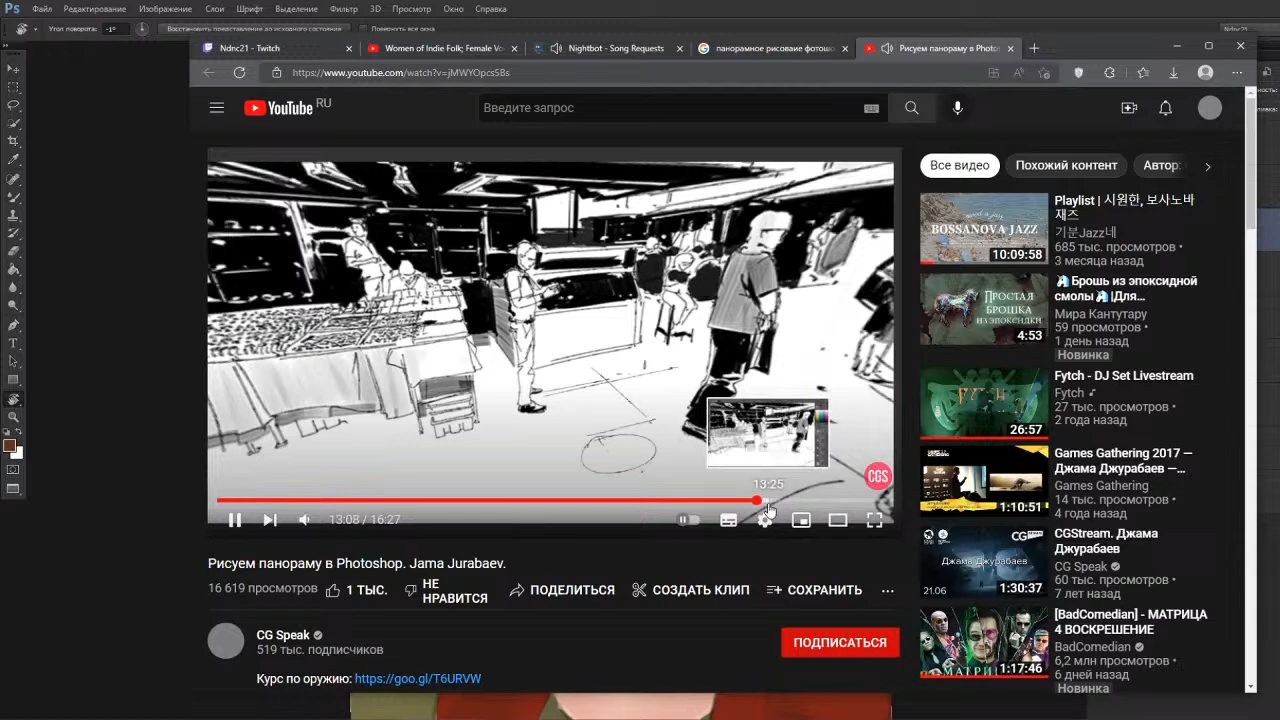 Ps Файл Редактирование Изображение Слои Шрифт Выделение Фильтр 3D Просмотр Окно Справка
Угол поворота: -1° Восстановить представление до исходного состояния Повернуть все окна Ndnc21
Ndnc21 - Twitch
Women of Indie Folk; Female Vo
Nightbot - Song Requests
панорамное рисоваие фотошо
Рисуем панораму в Photos
https://www.youtube.com/watch?v=jMWYOpcs5Bs
YouTube RU
Введите запрос
Все видео
Похожий контент
Автор:
CGS
13:25
13:08 / 16:27
Рисуем панораму в Photoshop. Jama Jurabaev.
16 619 просмотров
1 ТЫС.
НЕ
НРАВИТСЯ
ПОДЕЛИТЬСЯ
СОЗДАТЬ КЛИП
СОХРАНИТЬ
CG Speak
519 тыс. подписчиков
ПОДПИСАТЬСЯ
Курс по оружию: https://goo.gl/T6URVW
BOSSANOVA JAZZ
10:09:58
Playlist | 시원한, 보사노바
재즈
기분Jazz네
685 тыс. просмотров •
3 месяца назад
ПРОСТАЯ
БРОШКА
ИЗ ЭПОКСИДКИ
4:53
Брошь из эпоксидной
смолы |Для...
Мира Кантутару
59 просмотров •
1 день назад
Новинка
FYTCH
26:57
Fytch - DJ Set Livestream
Fytch
27 тыс. просмотров •
2 года назад
1:10:51
Games Gathering 2017 —
Джама Джурабаев —...
Games Gathering
14 тыс. просмотров •
4 года назад
CG
Джама Джурабаев
21.06
1:30:37
CGStream. Джама
Джурабаев
CG Speak
60 тыс. просмотров •
7 лет назад
МАТРИЦ
1:17:46
[BadComedian] - МАТРИЦА
4 ВОСКРЕШЕНИЕ
BadComedian
6,2 млн просмотров •
6 дней назад
Новинка